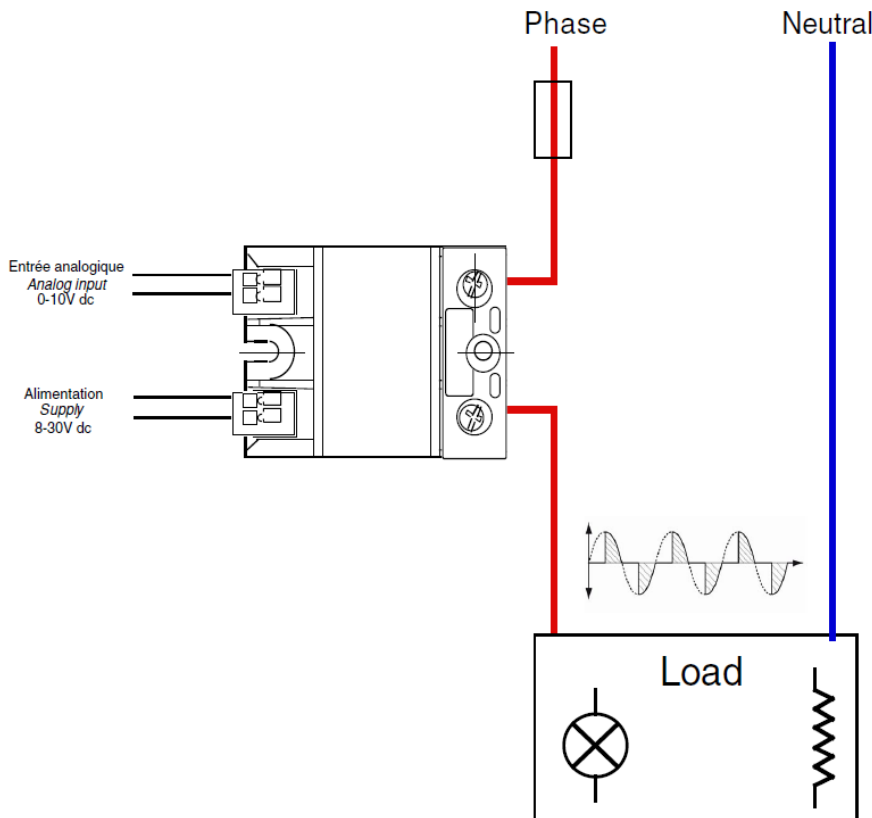 Phase
Neutral
Entrée analogique
Analog input
0-10V dc
Alimentation
Supply
8-30V dc
Load